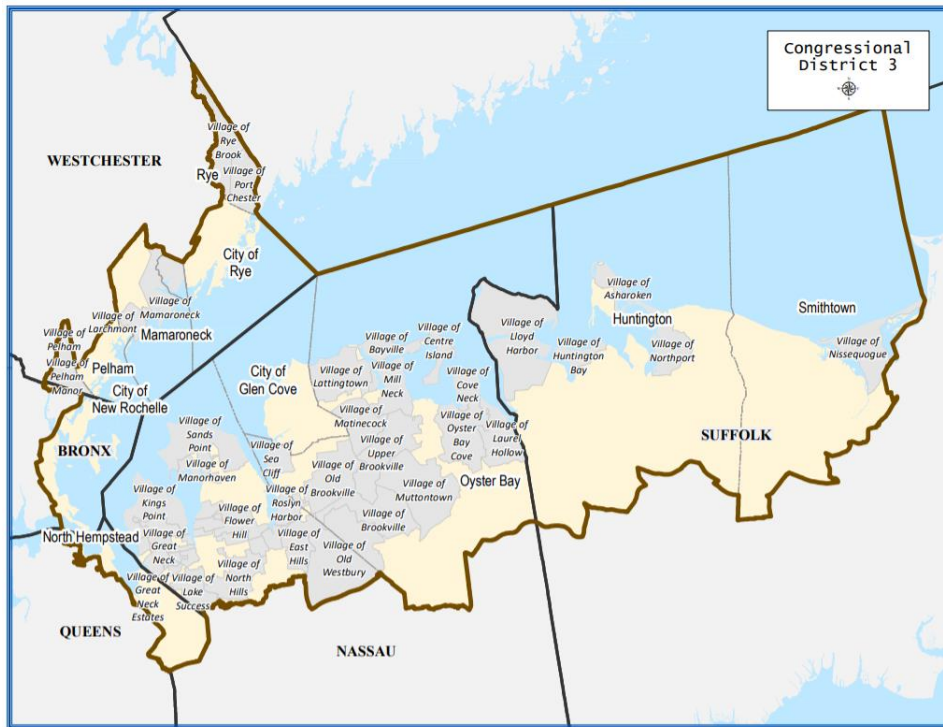 Congressional
District 3
WESTCHESTER
Village of
Rye
Brook
Rye
Village of
Port
Chester
City of
Rye
Village of
Mamaroneck
Village of
Larchmont
Mamaroneck
Village of
Pelham
Pelham
Village of
Pelham
Manor
City of
New Rochelle
BRONX
Village of
Asharoken
Huntington
Smithtown
Village of
Nissequogue
Village of
Lloyd
Harbor
Village of
Huntington
Bay
Village of
Northport
SUFFOLK
Village of
Centre
Island
Village of
Bayville
Village of
Mill
Neck
Village of
Cove
Neck
City of
Glen Cove
Village of
Lattingtown
Village of
Matinecock
Village of
Oyster
Bay
Cove
Village of
Laurel
Hollow
Village of
Sands
Point
Village of
Sea
Cliff
Village of
Upper
Brookville
Village of
Manorhaven
Village of
Old
Brookville
Oyster Bay
Village of
Muttontown
Village of
Kings
Point
Village of
Roslyn
Harbor
Village of
Flower
Hill
Village of
Brookville
North Hempstead
Village of
Great
Neck
Village of
East
Hills
Village of
Old
Westbury
Village of
Great
Neck
Estates
Village of
Lake
Success
Village of
North
Hills
QUEENS
NASSAU